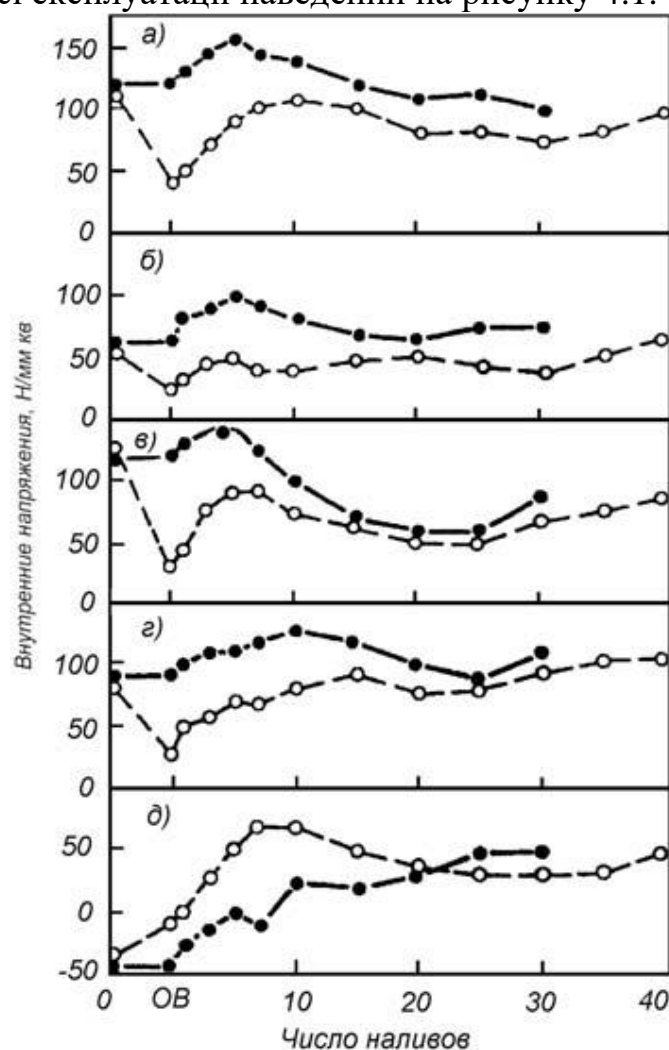 експлуатації наведений на рисунку 4.1.
а)
150
100
50
0
б)
100
50
0
в)
100
50
0
г)
100
50
0
д)
50
0
-50
0 ОВ 10 20 30 40
Число наливов
Внутренние напряжения, Н/мм кв